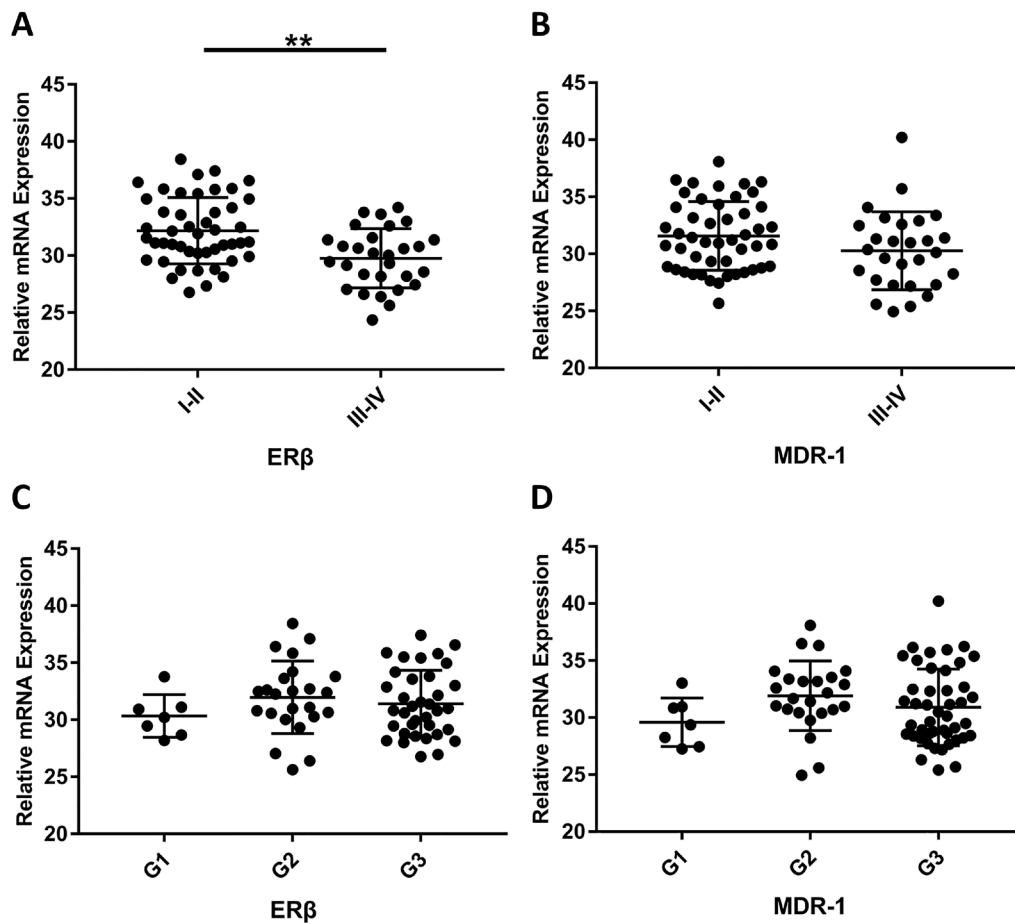 A
**
Relative mRNA Expression
45
40
35
30
25
20
I-II
III-IV
ERβ
B
Relative mRNA Expression
45
40
35
30
25
20
I-II
III-IV
MDR-1
C
Relative mRNA Expression
45
40
35
30
25
20
G1
G2
G3
ERβ
D
Relative mRNA Expression
45
40
35
30
25
20
G1
G2
G3
MDR-1